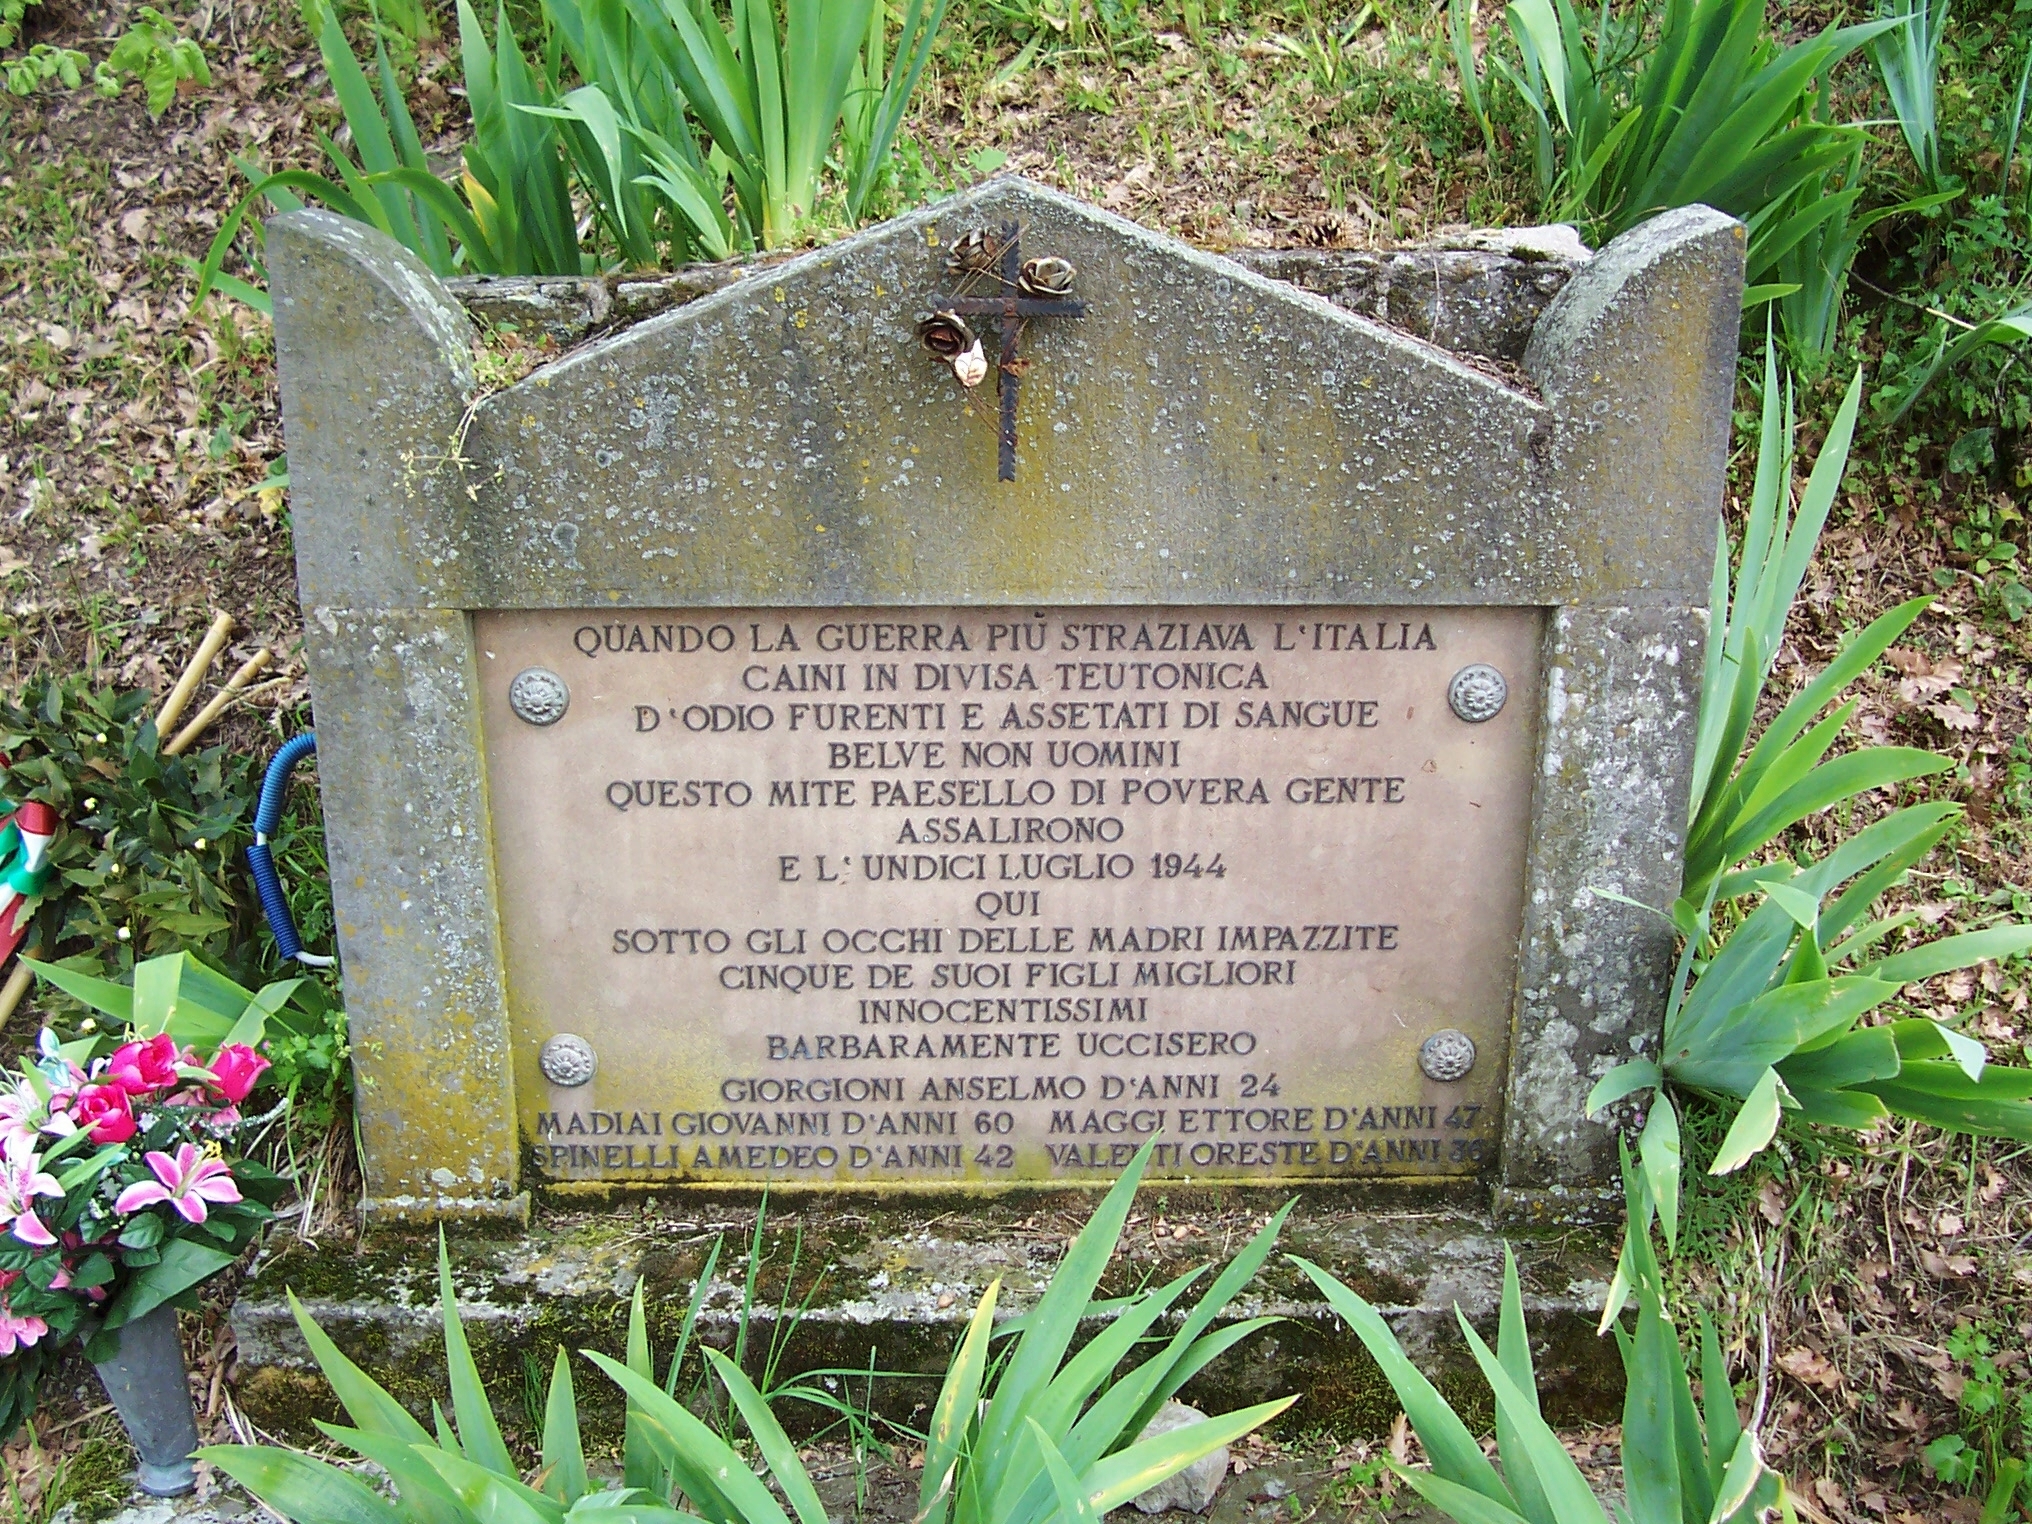 QUANDO LA GUERRA PIÙ STRAZIAVA L'ITALIA
CAINI IN DIVISA TEUTONICA
D'ODIO FURENTI E ASSETATI DI SANGUE
BELVE NON UOMINI
QUESTO MITE PAESELLO DI POVERA GENTE
ASSALIRONO
E L' UNDICI LUGLIO 1944
QUI
SOTTO GLI OCCHI DELLE MADRI IMPAZZITE
CINQUE DE SUOI FIGLI MIGLIORI
INNOCENTISSIMI
BARBARAMENTE UCCISERO
GIORGIONI ANSELMO D'ANNI 24
MADIAI GIOVANNI D'ANNI 60 MAGGI ETTORE D'ANNI 47
SPINELLI AMEDEO D'ANNI 42 ORESTE D'ANNI